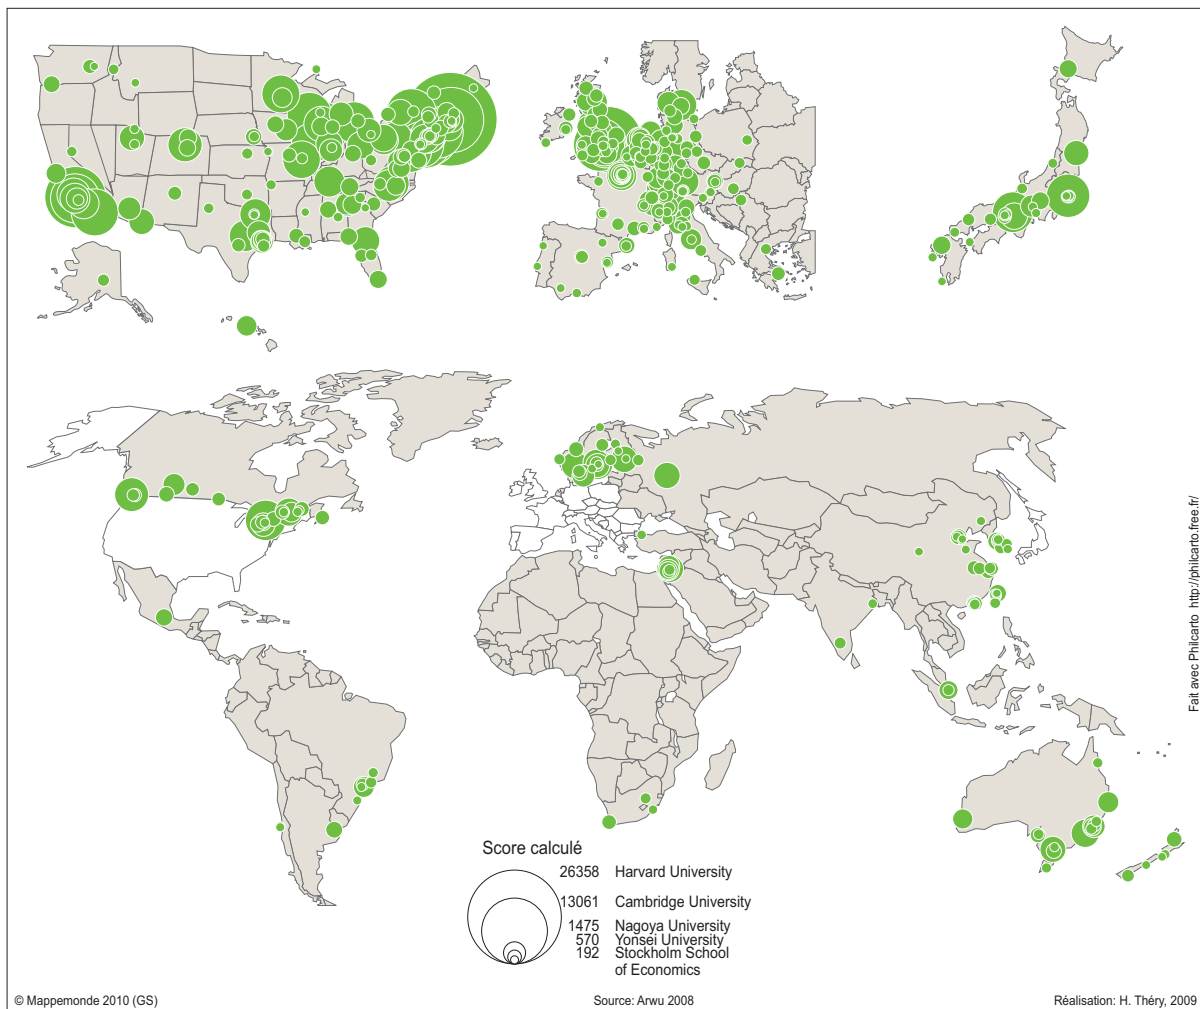 Fait avec Philcarto http://philcarto.free.fr/
Score calculé
26358 Harvard University
13061 Cambridge University
1475 Nagoya University
570 Yonsei University
192 Stockholm School
of Economics
© Mappemonde 2010 (GS)
Source: Arwu 2008
Réalisation: H. Théry, 2009